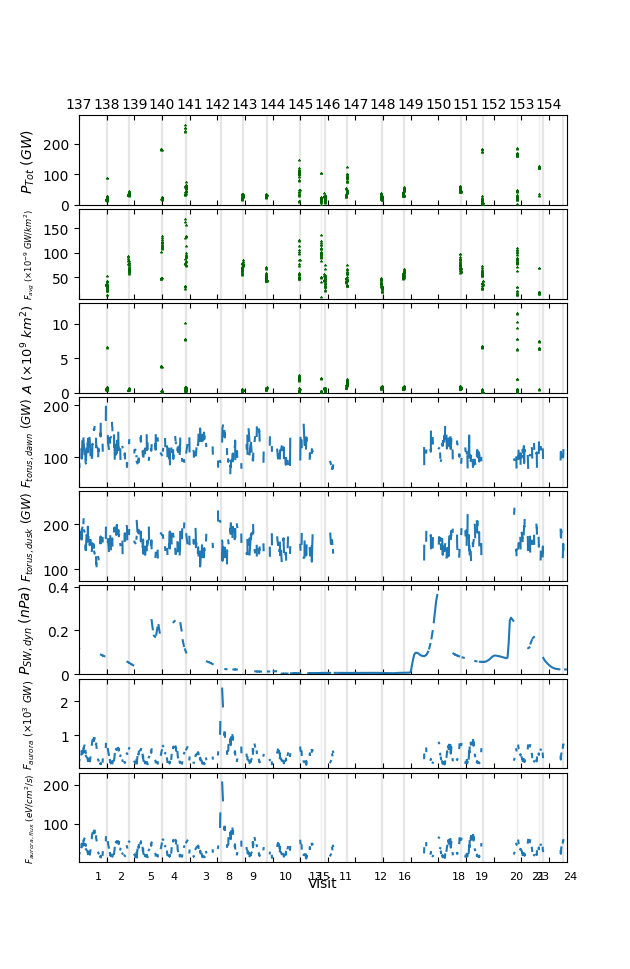 137 138 139 140 141 142 143 144 145 146 147 148 149 150 151 152 153 154
P_Tot (GW)
200
100
0
F_avg (×10⁻⁹ GW/km²)
150
100
50
A (×10⁹ km²)
10
5
0
F_torus,dawn (GW)
200
100
F_torus,dusk (GW)
200
100
P_SW,dyn (nPa)
0.4
0.2
0
F_aurora (×10³ GW)
2
1
F_aurora,flux (eV/cm²/s)
200
100
1 2 5 4 3 8 9 10 15 11 12 16 18 19 20 23 24
Visit